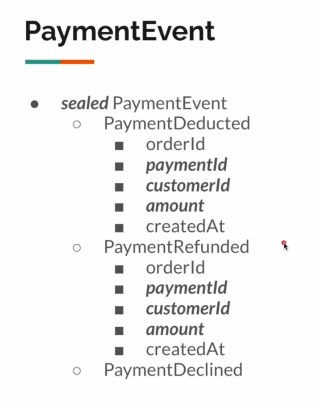 PaymentEvent
● sealed PaymentEvent
○ PaymentDeducted
■ orderId
■ paymentId
■ customerId
■ amount
■ createdAt
○ PaymentRefunded
■ orderId
■ paymentId
■ customerId
■ amount
■ createdAt
○ PaymentDeclined